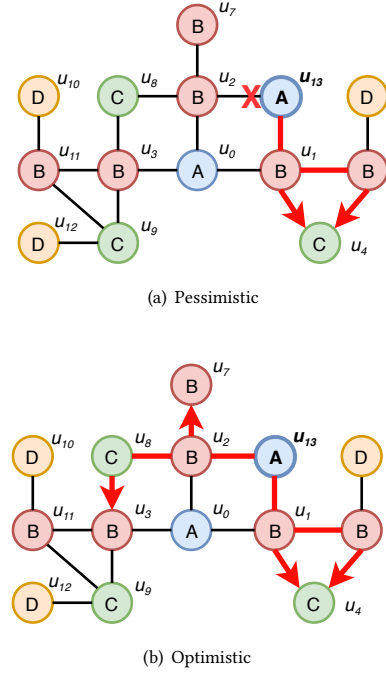 B u7
D u10 C u8 B u2 X A u13 D
B u11 B u3 A u0 B u1 B
D u12 C u9 C u4
(a) Pessimistic
B u7
D u10 C u8 B u2 A u13 D
B u11 B u3 A u0 B u1 B
D u12 C u9 C u4
(b) Optimistic